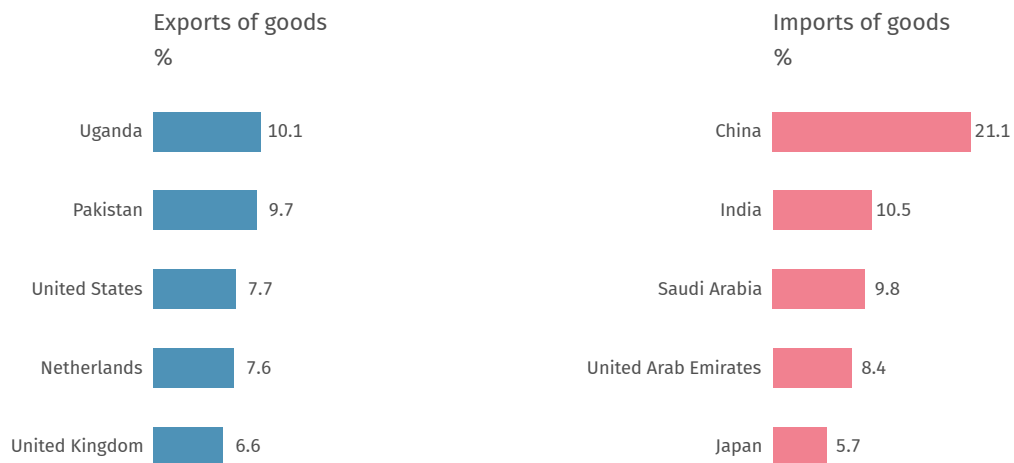 Exports of goods
%
Uganda 10.1
Pakistan 9.7
United States 7.7
Netherlands 7.6
United Kingdom 6.6
Imports of goods
%
China 21.1
India 10.5
Saudi Arabia 9.8
United Arab Emirates 8.4
Japan 5.7